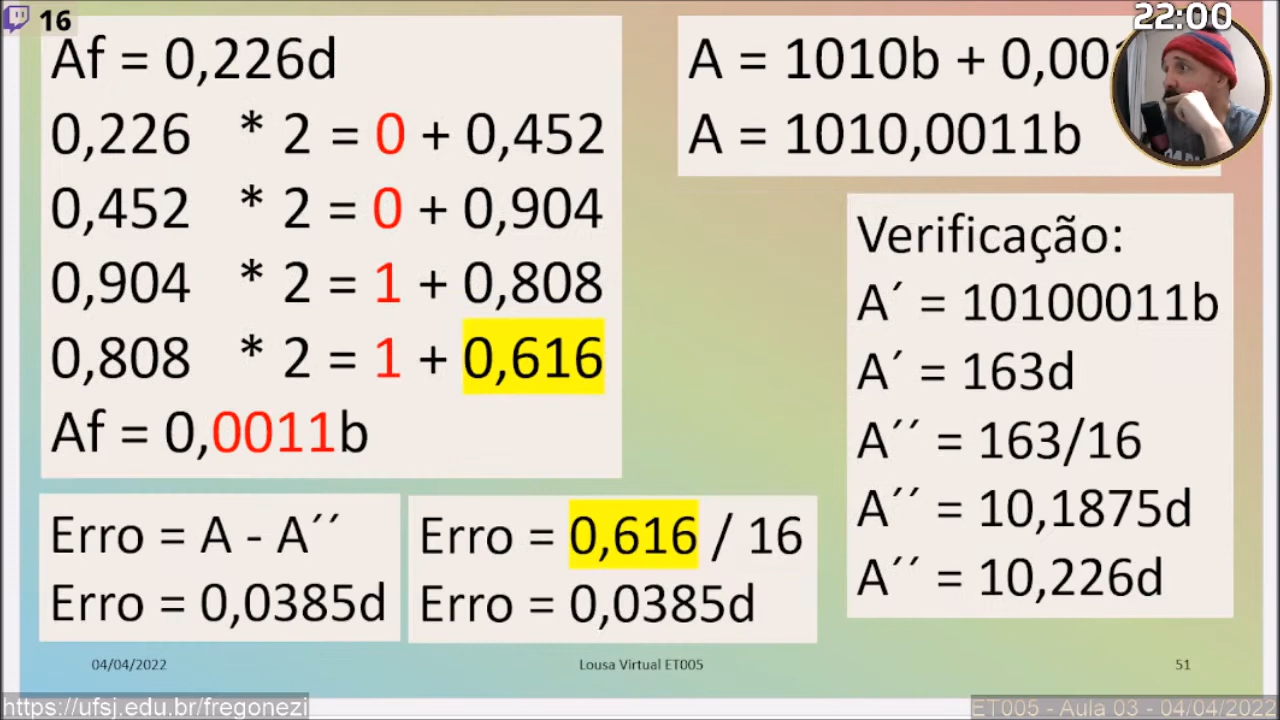 16
22:00
Af = 0,226d
0,226 * 2 = 0 + 0,452
0,452 * 2 = 0 + 0,904
0,904 * 2 = 1 + 0,808
0,808 * 2 = 1 + 0,616
Af = 0,0011b
A = 1010b + 0,00
A = 1010,0011b
Verificação:
A´ = 10100011b
A´ = 163d
A´´ = 163/16
A´´ = 10,1875d
A´´ = 10,226d
Erro = A - A´´
Erro = 0,0385d
Erro = 0,616 / 16
Erro = 0,0385d
04/04/2022
Lousa Virtual ET005
51
https://ufsj.edu.br/fregonezi
ET005 - Aula 03 - 04/04/2022